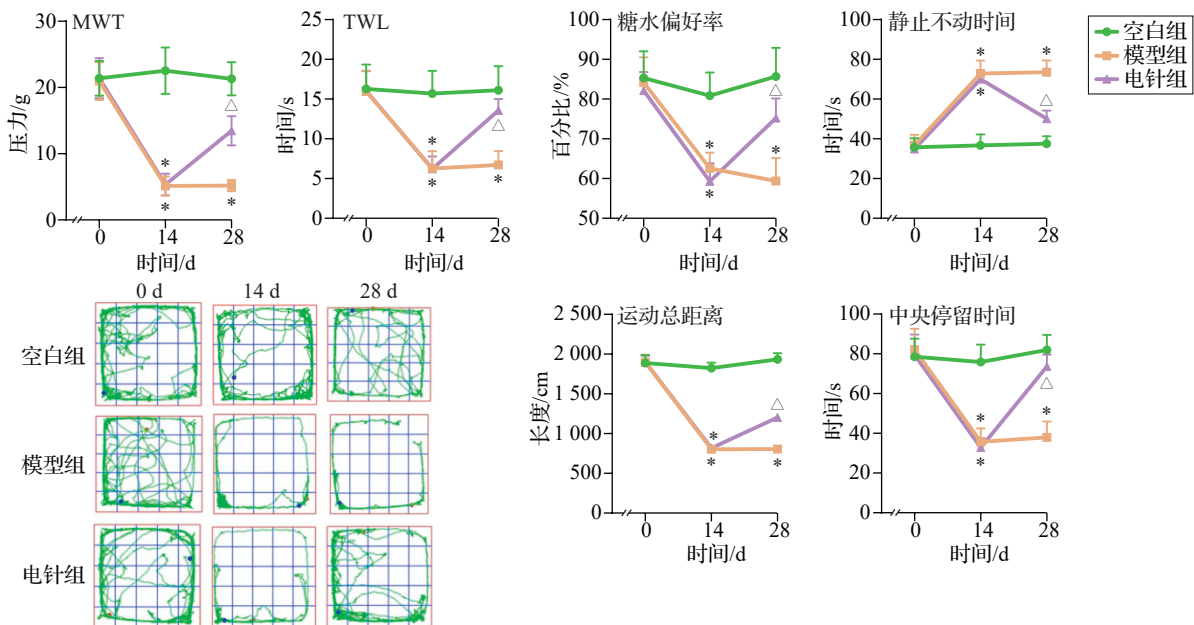 MWT
30
20
10
0
压力/g
0 14 28
时间/d
TWL
25
20
15
10
5
0
时间/s
0 14 28
时间/d
糖水偏好率
100
90
80
70
60
50
百分比/%
0 14 28
时间/d
静止不动时间
100
80
60
40
20
0
时间/s
0 14 28
时间/d
空白组
模型组
电针组
0 d 14 d 28 d
空白组
模型组
电针组
运动总距离
2 500
2 000
1 500
1 000
500
0
长度/cm
0 14 28
时间/d
中央停留时间
100
80
60
40
20
0
时间/s
0 14 28
时间/d